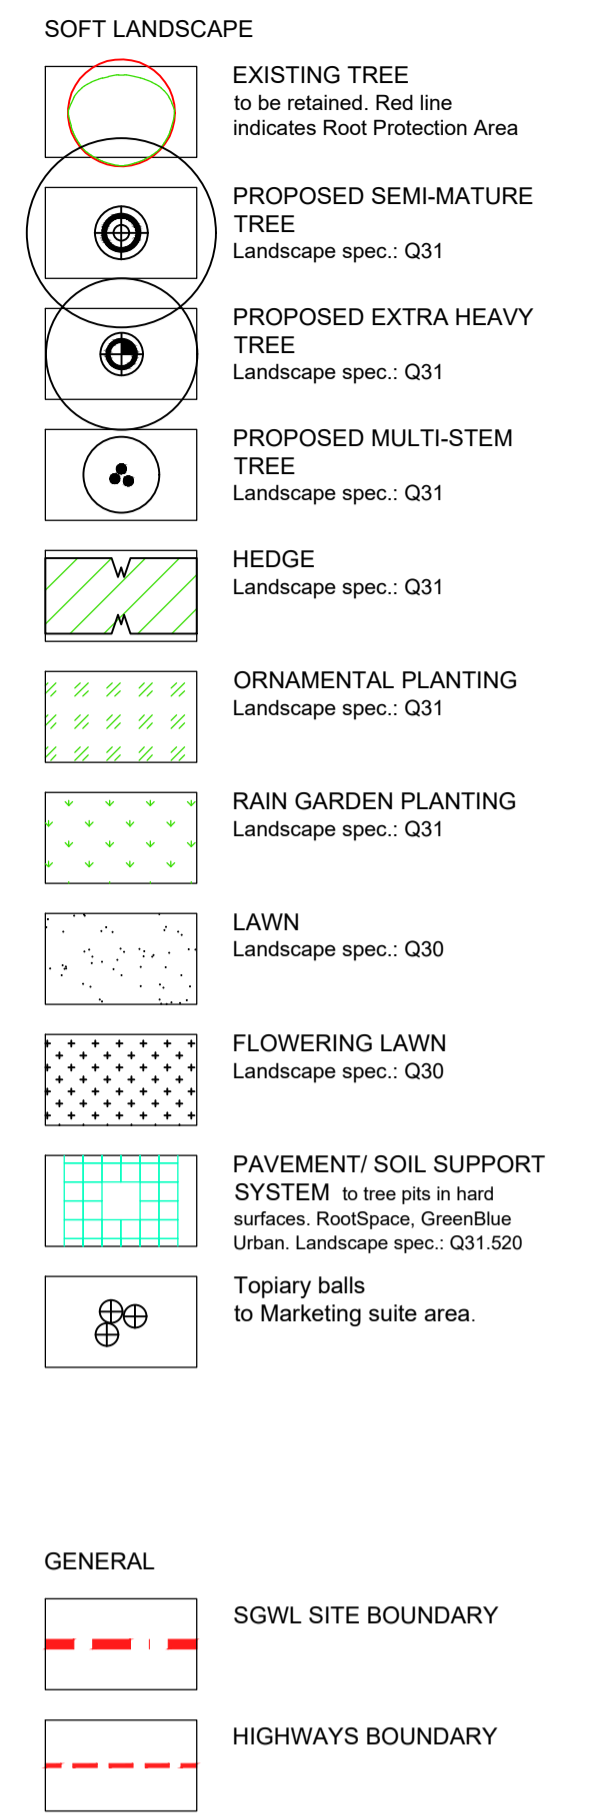 SOFT LANDSCAPE
EXISTING TREE
to be retained. Red line
indicates Root Protection Area
PROPOSED SEMI-MATURE
TREE
Landscape spec.: Q31
PROPOSED EXTRA HEAVY
TREE
Landscape spec.: Q31
PROPOSED MULTI-STEM
TREE
Landscape spec.: Q31
HEDGE
Landscape spec.: Q31
ORNAMENTAL PLANTING
Landscape spec.: Q31
RAIN GARDEN PLANTING
Landscape spec.: Q31
LAWN
Landscape spec.: Q30
FLOWERING LAWN
Landscape spec.: Q30
PAVEMENT/ SOIL SUPPORT
SYSTEM to tree pits in hard
surfaces. RootSpace, GreenBlue
Urban. Landscape spec.: Q31.520
Topiary balls
to Marketing suite area.
GENERAL
SGWL SITE BOUNDARY
HIGHWAYS BOUNDARY